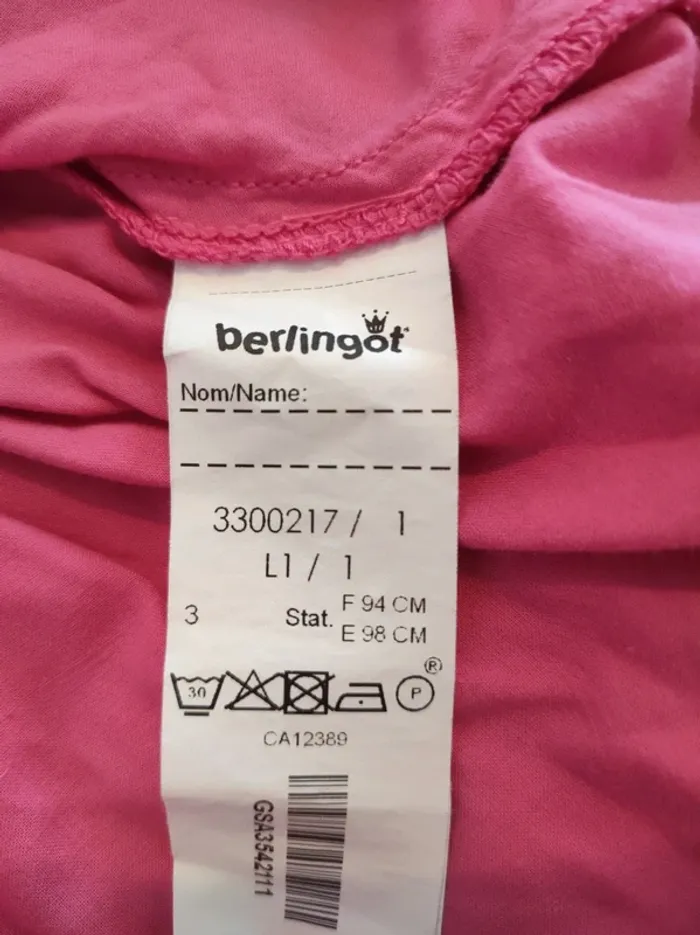 berlingot
Nom/Name:
3300217 / 1
L1 / 1
3 Stat. F 94 CM
E 98 CM
30 P ®
CA12389
GSA3542111